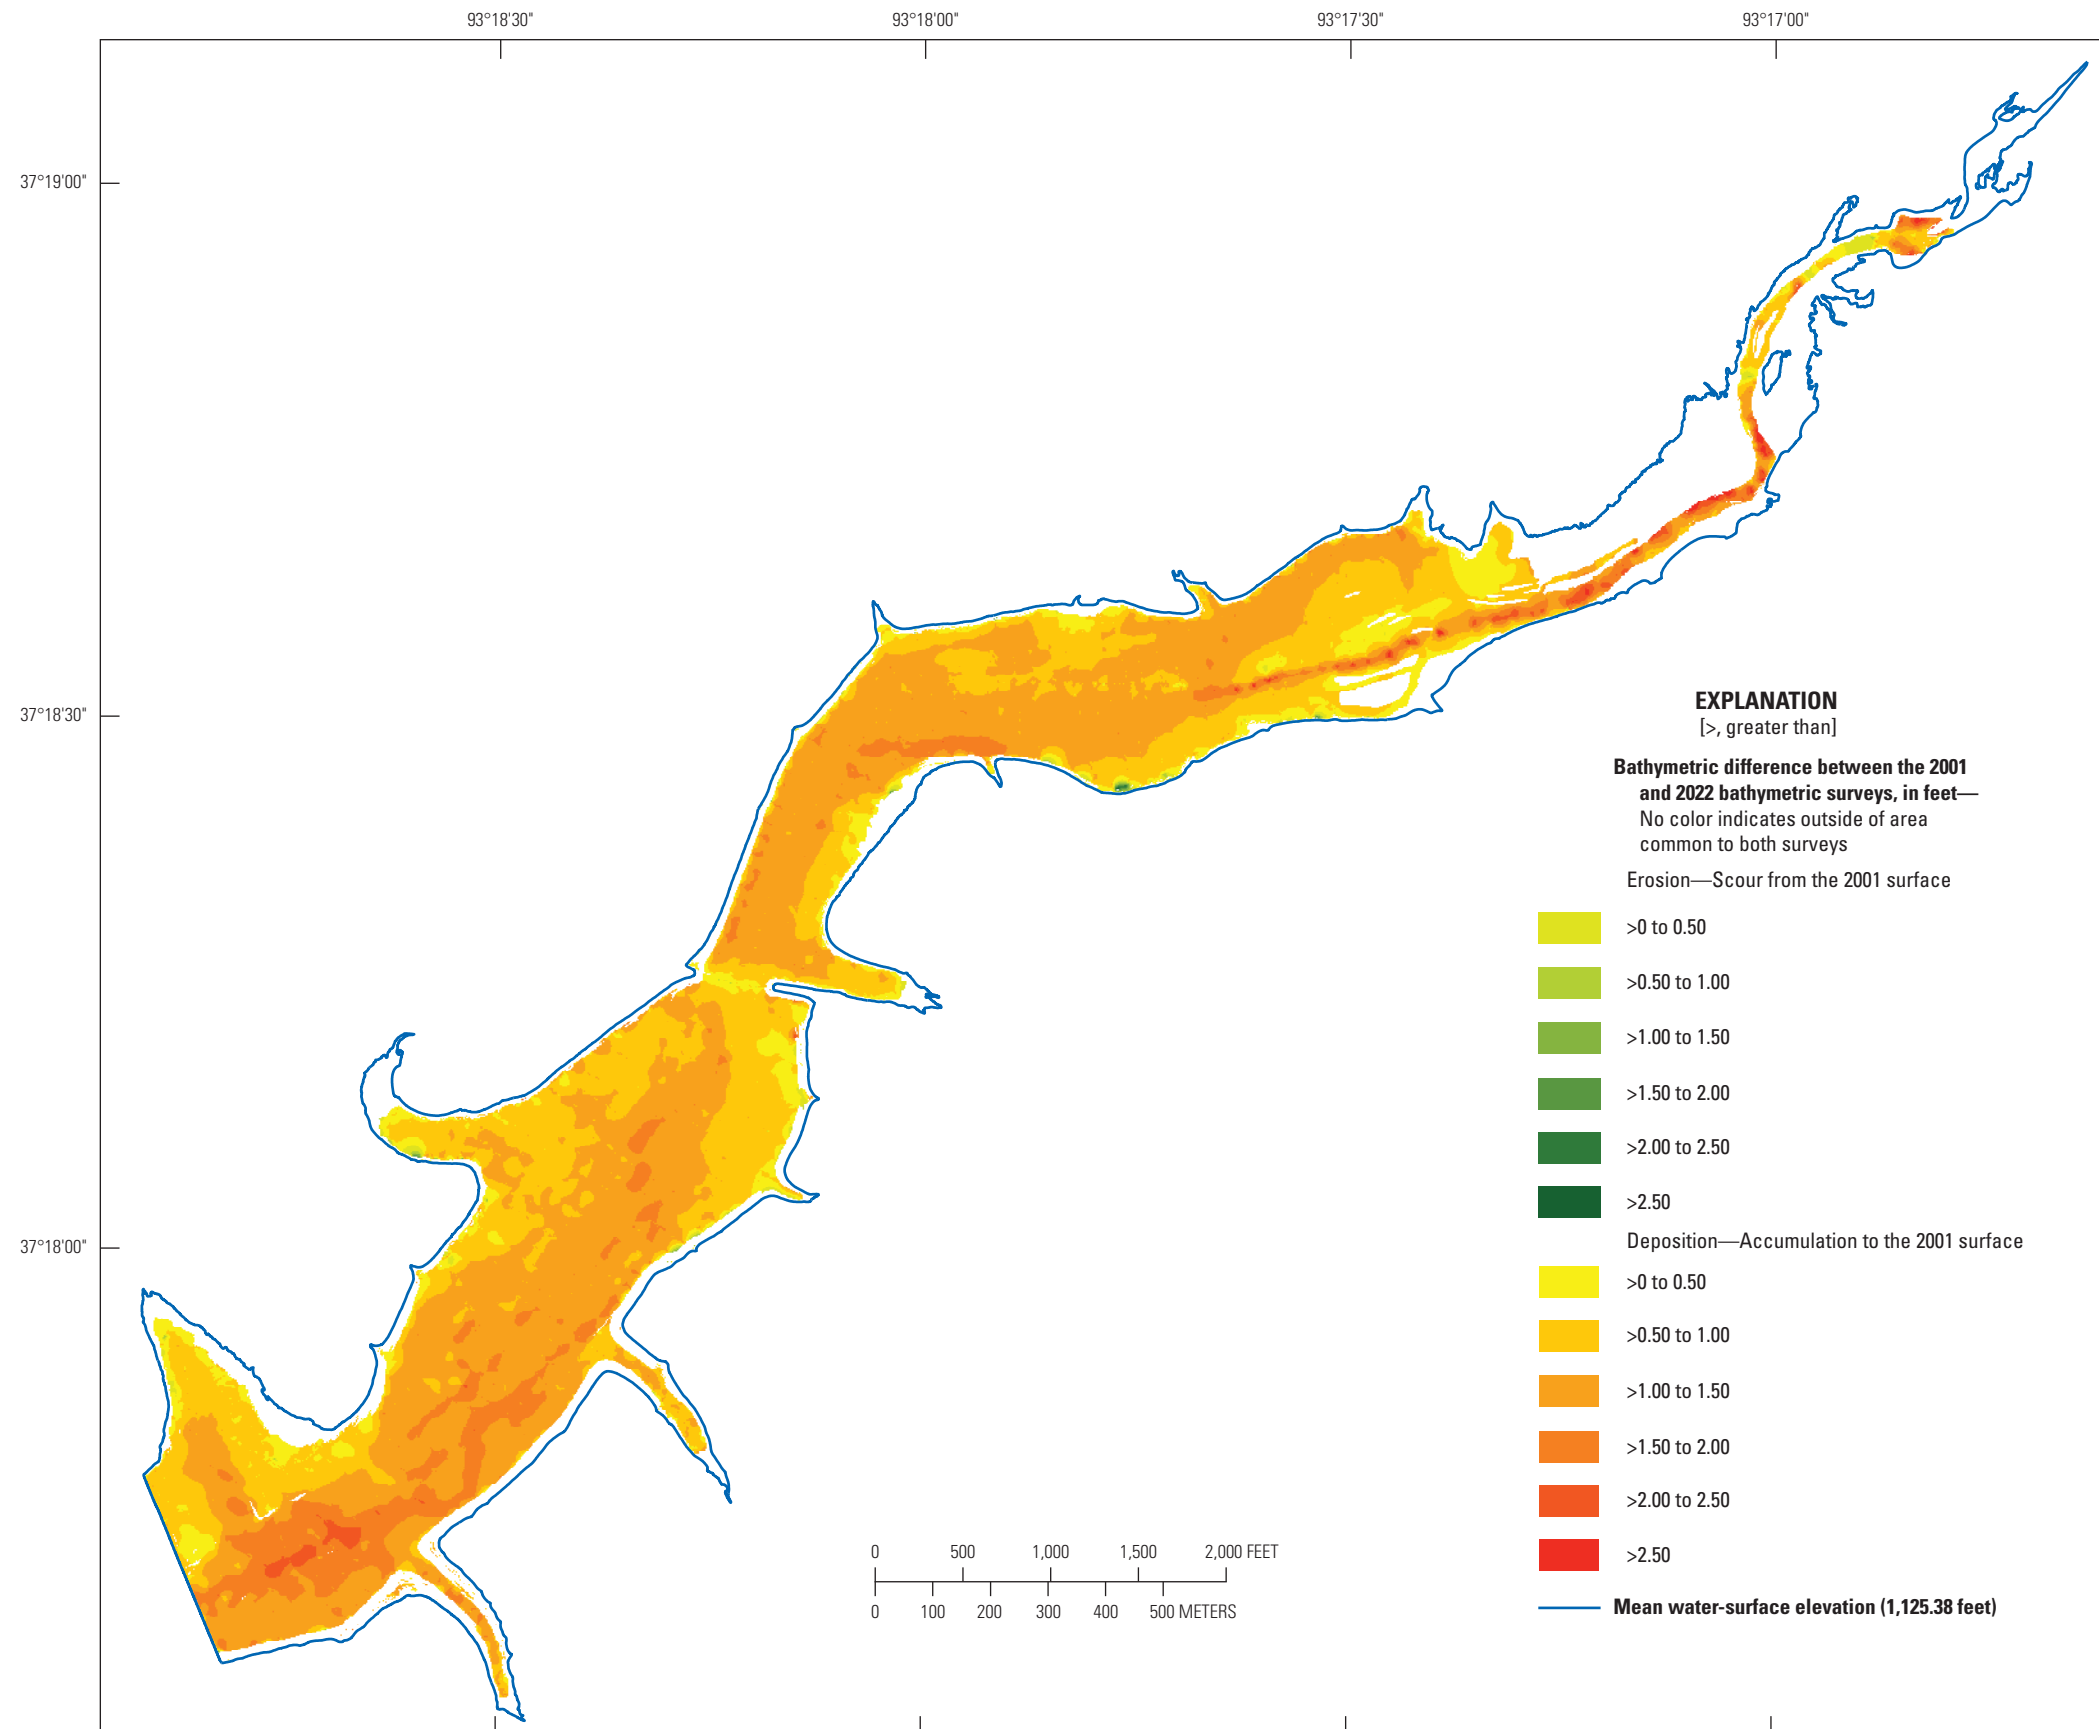 93°18'30"
93°18'00"
93°17'30"
93°17'00"
37°19'00"
37°18'30"
37°18'00"
EXPLANATION
[>, greater than]
Bathymetric difference between the 2001
and 2022 bathymetric surveys, in feet—
No color indicates outside of area
common to both surveys
Erosion—Scour from the 2001 surface
>0 to 0.50
>0.50 to 1.00
>1.00 to 1.50
>1.50 to 2.00
>2.00 to 2.50
>2.50
Deposition—Accumulation to the 2001 surface
>0 to 0.50
>0.50 to 1.00
>1.00 to 1.50
>1.50 to 2.00
>2.00 to 2.50
>2.50
Mean water-surface elevation (1,125.38 feet)
0 500 1,000 1,500 2,000 FEET
0 100 200 300 400 500 METERS